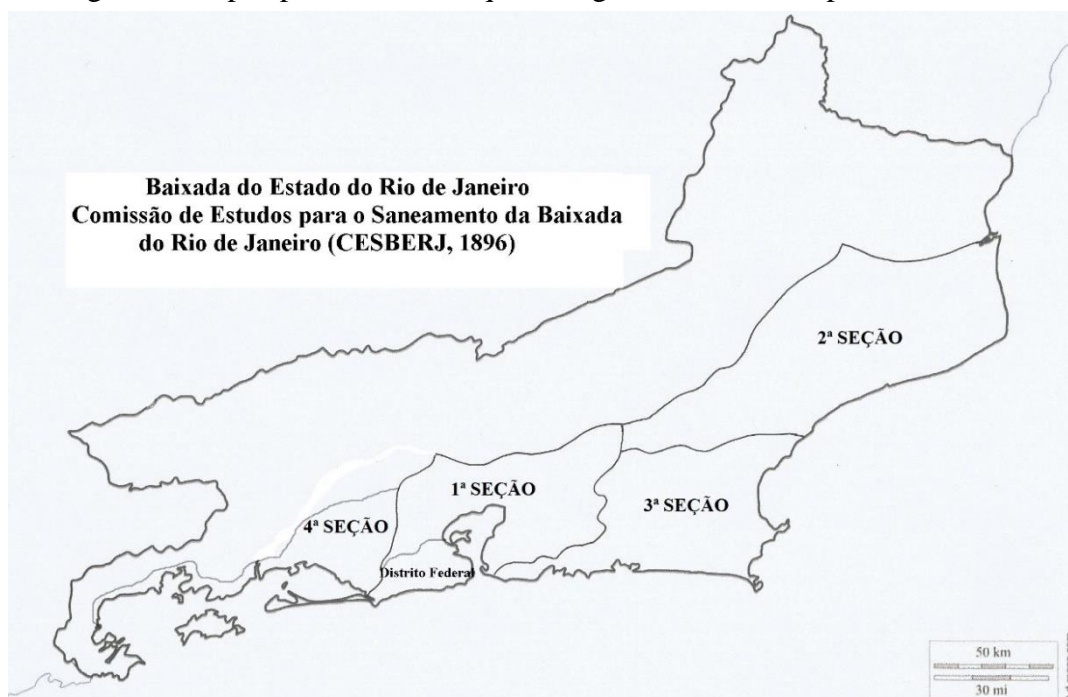 Baixada do Estado do Rio de Janeiro
Comissão de Estudos para o Saneamento da Baixada
do Rio de Janeiro (CESBERJ, 1896)
2ª SEÇÃO
1ª SEÇÃO
3ª SEÇÃO
4ª SEÇÃO
Distrito Federal
50 km
30 mi